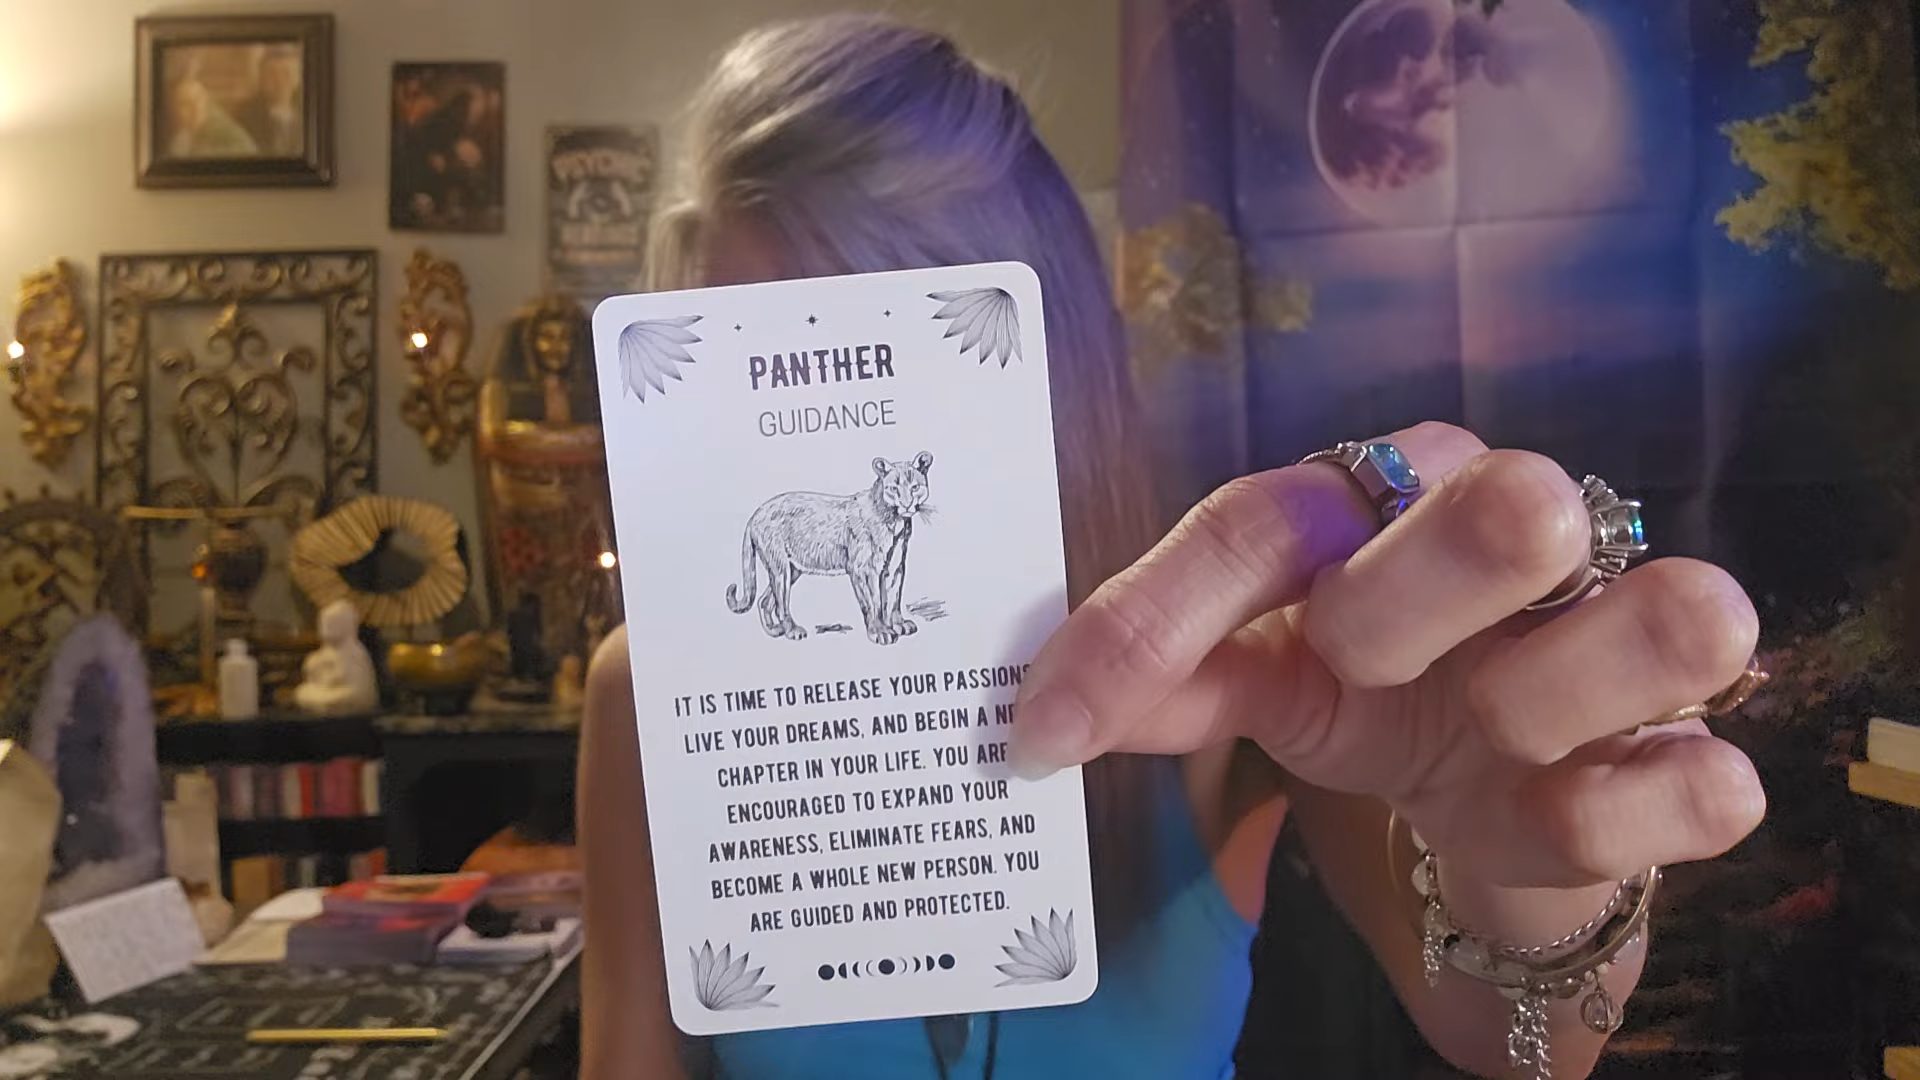 PANTHER
GUIDANCE
IT IS TIME TO RELEASE YOUR PASSIONS
LIVE YOUR DREAMS, AND BEGIN A
CHAPTER IN YOUR LIFE. YOU ARE
ENCOURAGED TO EXPAND YOUR
AWARENESS, ELIMINATE FEARS, AND
BECOME A WHOLE NEW PERSON. YOU
ARE GUIDED AND PROTECTED.
PSYCHIC